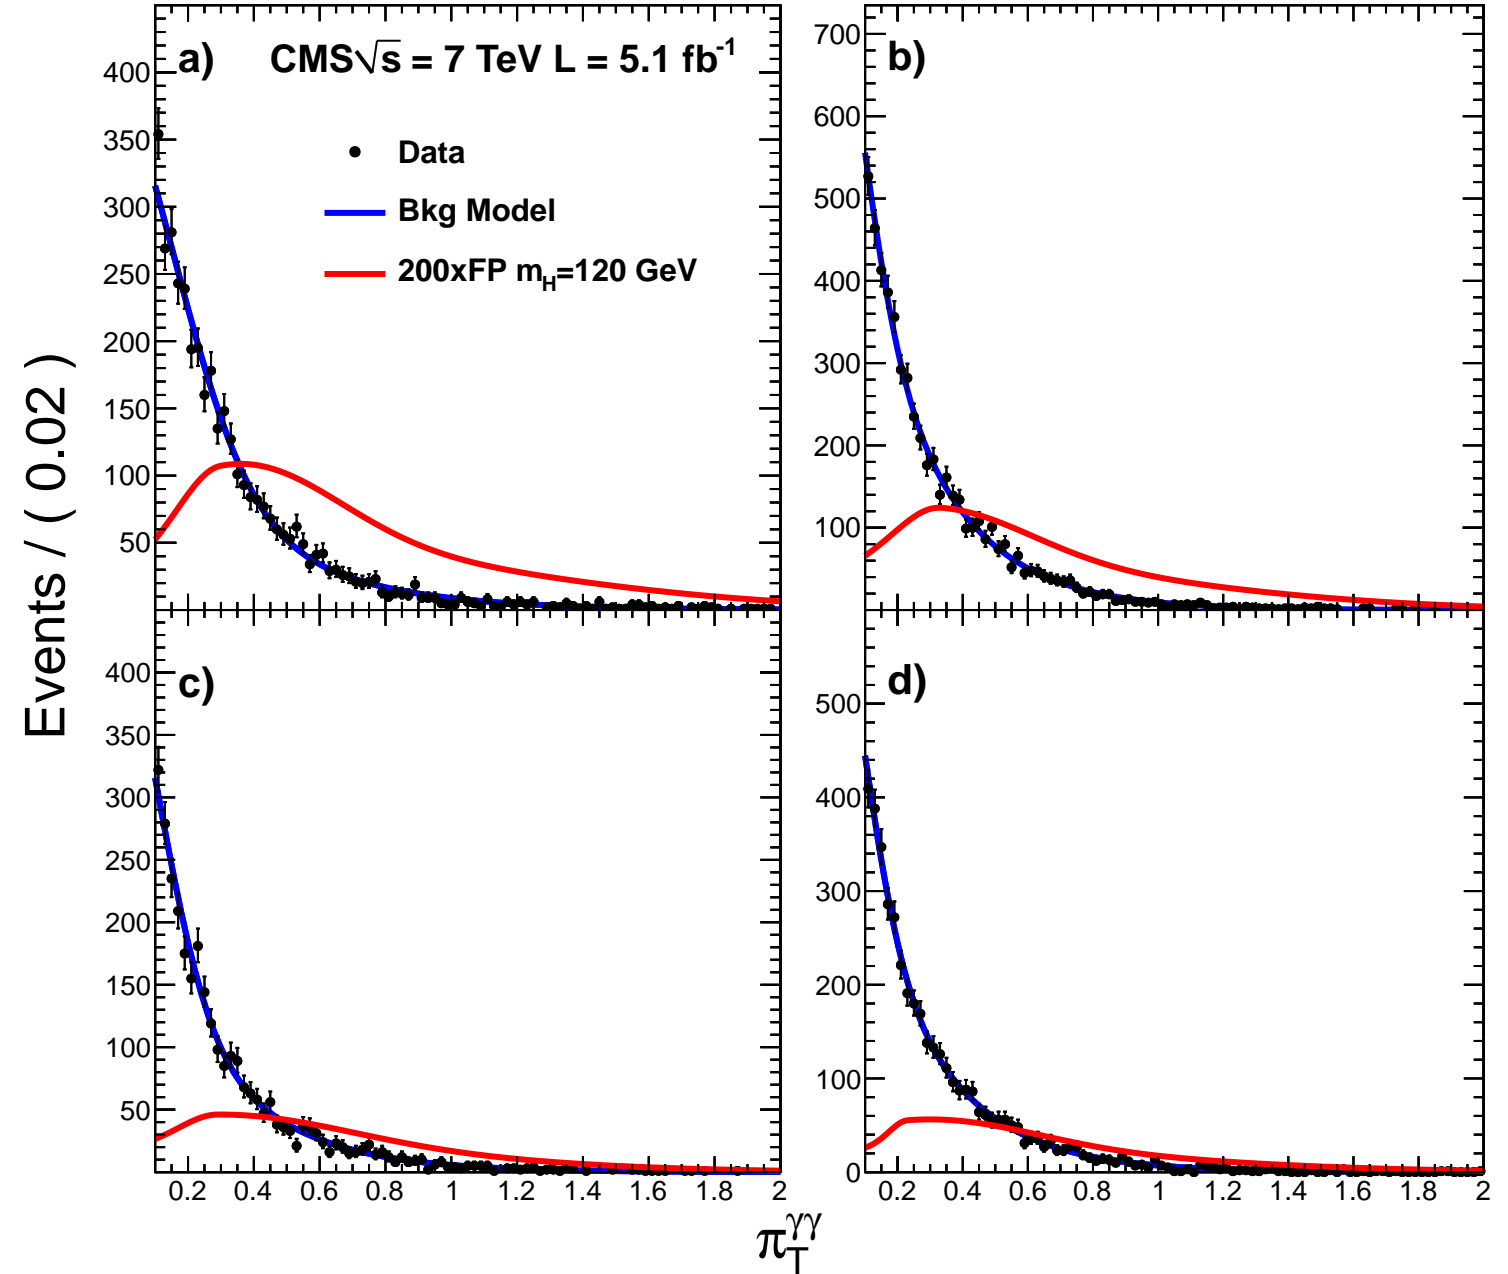 a) CMS√s = 7 TeV L = 5.1 fb-1
Data
Bkg Model
200xFP mH=120 GeV
400
350
300
250
200
150
100
50
b)
700
600
500
400
300
200
100
Events / ( 0.02 )
c)
400
350
300
250
200
150
100
50
0.2 0.4 0.6 0.8 1 1.2 1.4 1.6 1.8 2
d)
500
400
300
200
100
0
0.2 0.4 0.6 0.8 1 1.2 1.4 1.6 1.8 2
πTγγ